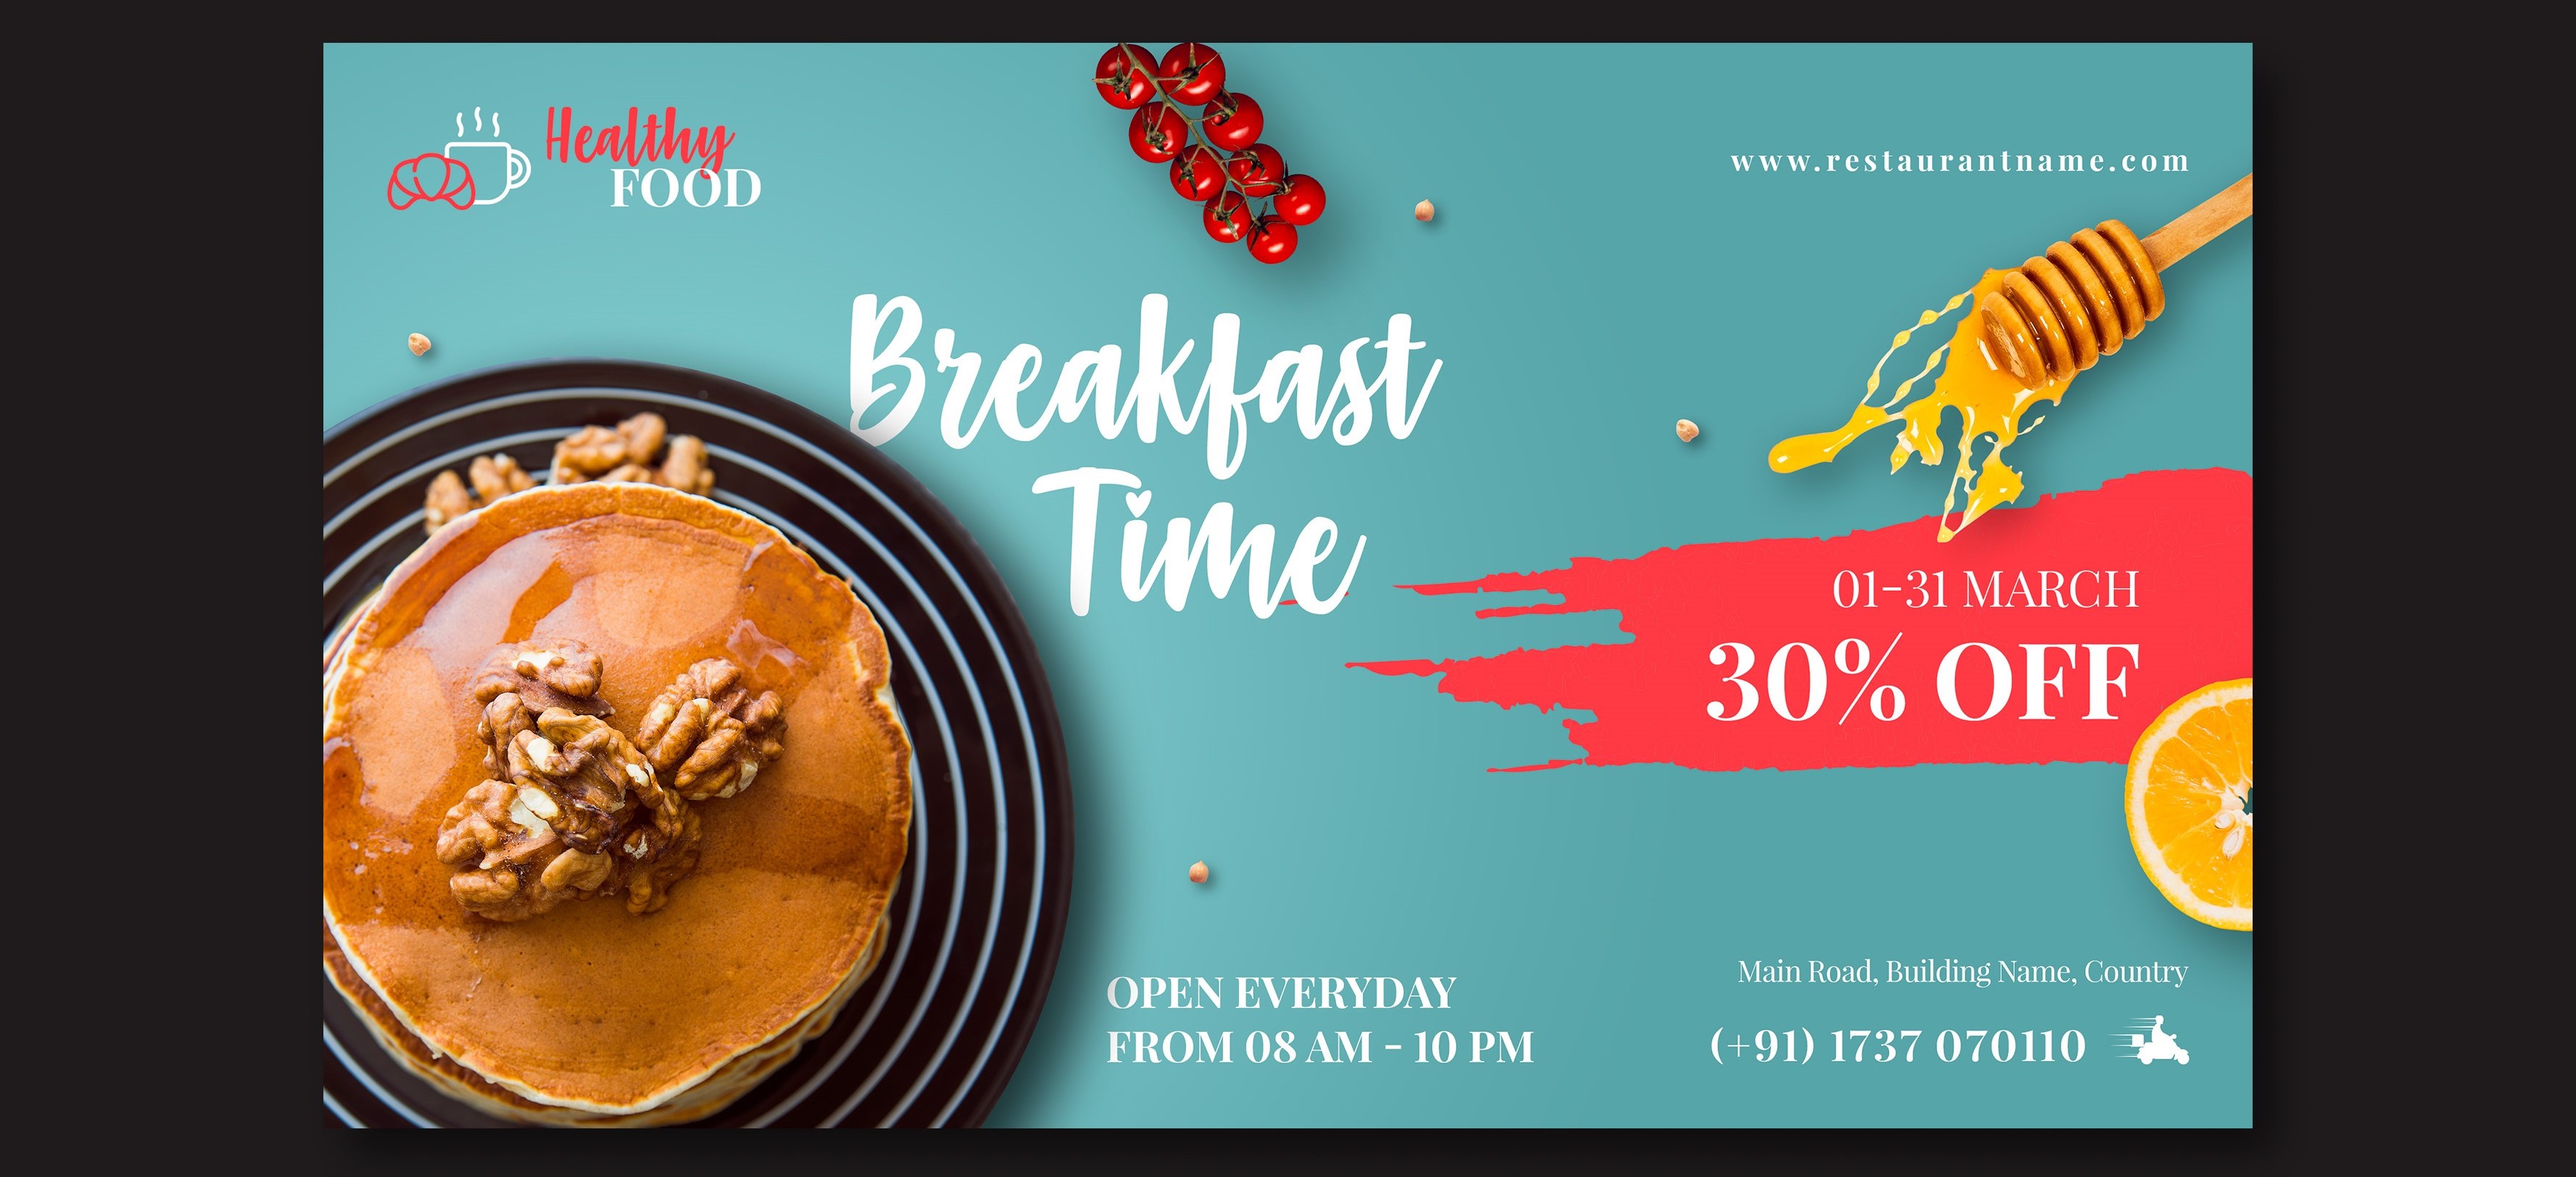 Healthy
FOOD
www.restaurantname.com
Breakfast
Time
01-31 MARCH
30% OFF
OPEN EVERYDAY
FROM 08 AM - 10 PM
Main Road, Building Name, Country
(+91) 1737 070110